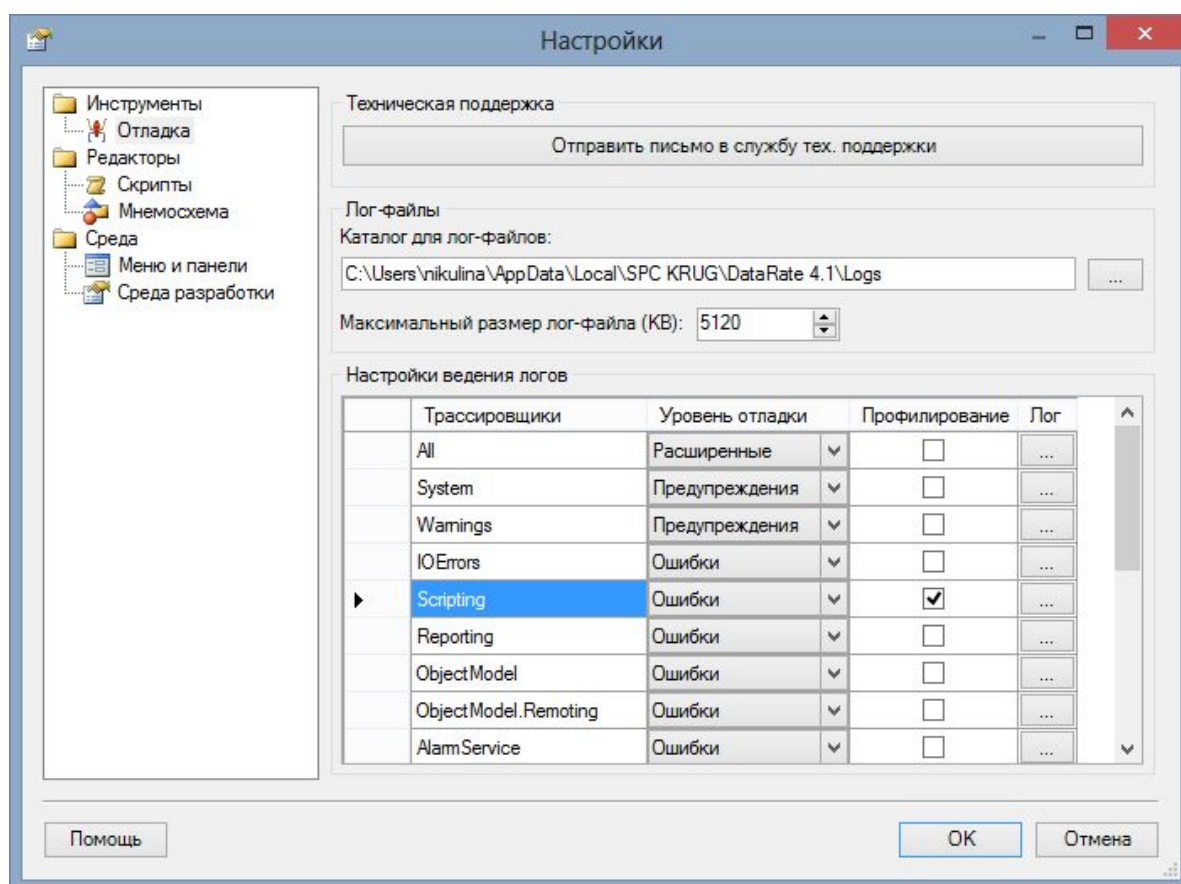 Настройки
Инструменты
Отладка
Редакторы
Скрипты
Мнемосхема
Среда
Меню и панели
Среда разработки
Техническая поддержка
Отправить письмо в службу тех. поддержки
Лог-файлы
Каталог для лог-файлов:
C:\Users\nikulina\AppData\Local\SPC KRUG\DataRate 4.1\Logs ...
Максимальный размер лог-файла (KB): 5120
Настройки ведения логов
Трассировщики Уровень отладки Профилирование Лог
All Расширенные ...
System Предупреждения ...
Warnings Предупреждения ...
IOErrors Ошибки ...
Scripting Ошибки ...
Reporting Ошибки ...
ObjectModel Ошибки ...
ObjectModel.Remoting Ошибки ...
AlarmService Ошибки ...
Помощь OK Отмена